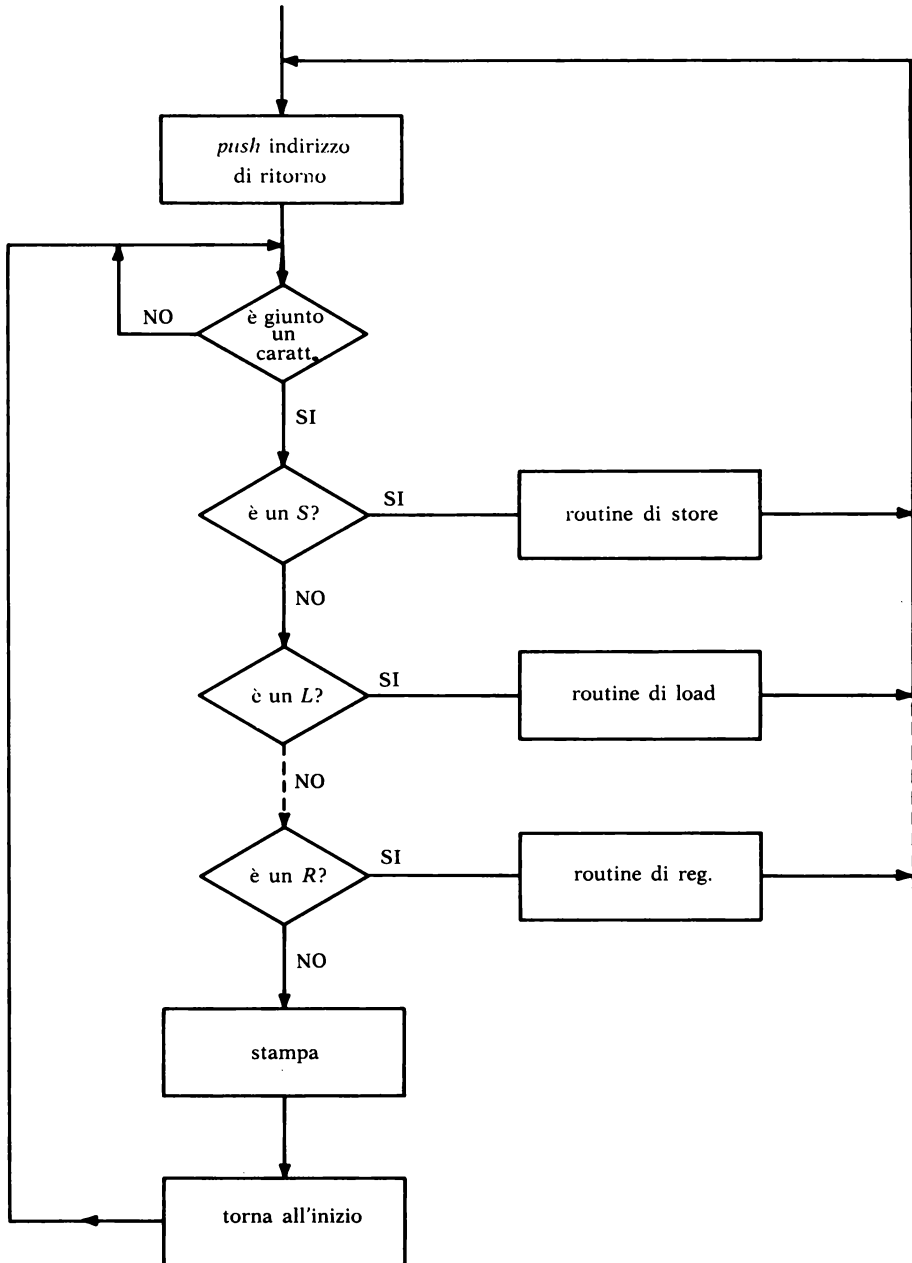 push indirizzo
di ritorno
NO
è giunto
un
caratt.
SI
è un S?
SI
routine di store
NO
è un L?
SI
routine di load
NO
è un R?
SI
routine di reg.
NO
stampa
torna all'inizio